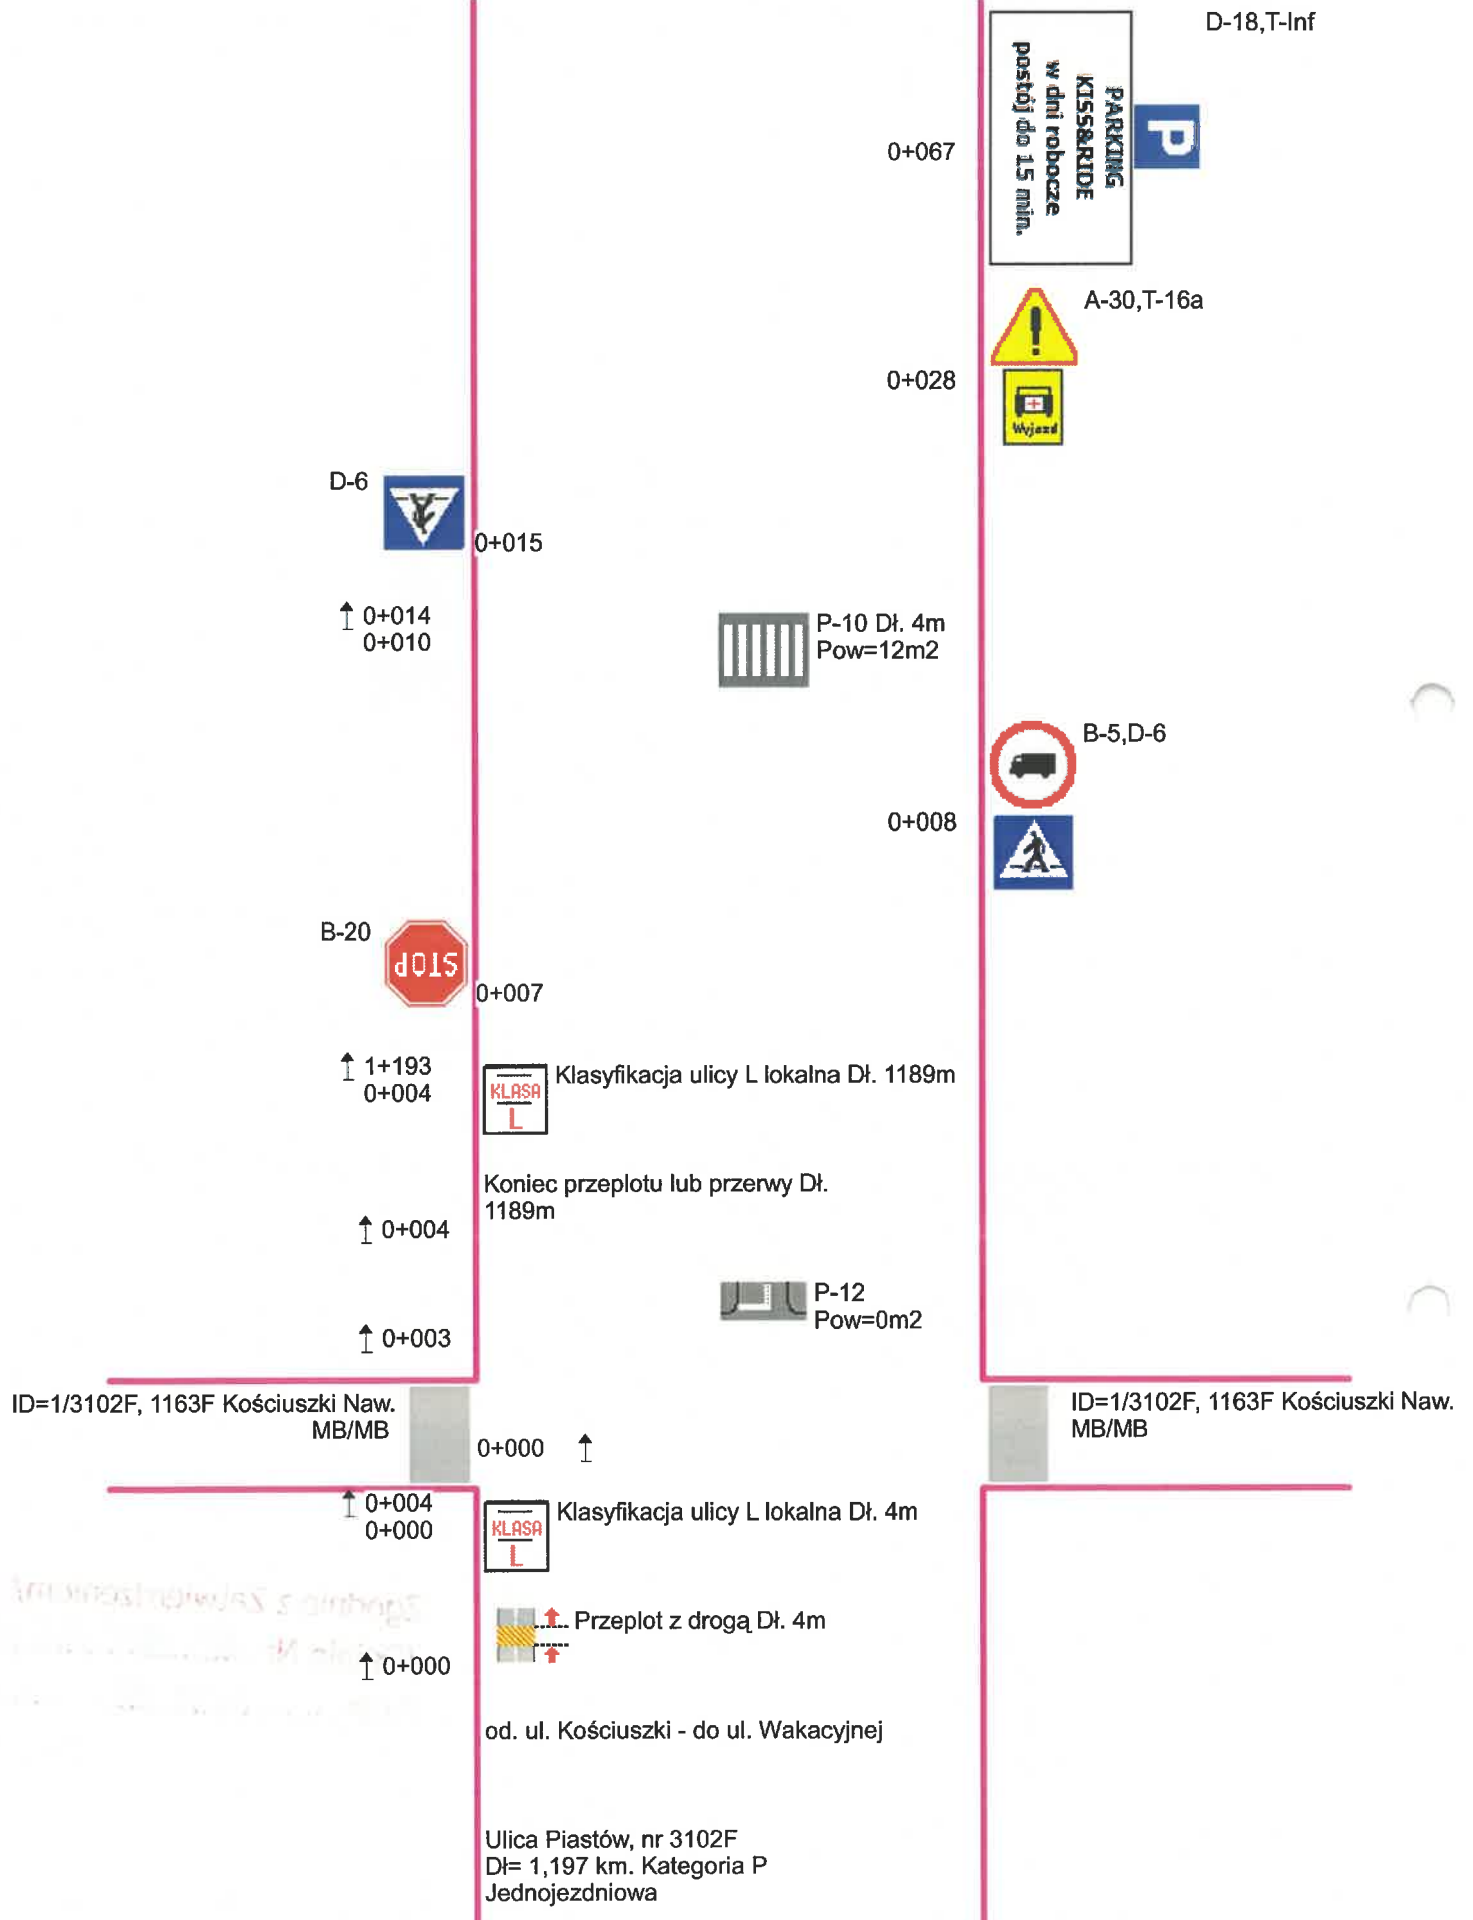 D-18,T-Inf
PARKING
KISS&RIDE
w dni robocze
postój do 15 min.
P
0+067
A-30,T-16a
0+028
Wyjazd
D-6
0+015
0+014
0+010
P-10 Dł. 4m
Pow=12m2
B-5,D-6
0+008
B-20
STOP
0+007
1+193
0+004
KLASA
L
Klasyfikacja ulicy L lokalna Dł. 1189m
Koniec przeplotu lub przerwy Dł.
1189m
0+004
P-12
Pow=0m2
0+003
ID=1/3102F, 1163F Kościuszki Naw.
MB/MB
ID=1/3102F, 1163F Kościuszki Naw.
MB/MB
0+000
0+004
0+000
KLASA
L
Klasyfikacja ulicy L lokalna Dł. 4m
Przeplot z drogą Dł. 4m
0+000
od. ul. Kościuszki - do ul. Wakacyjnej
Ulica Piastów, nr 3102F
Dł= 1,197 km. Kategoria P
Jednojezdniowa